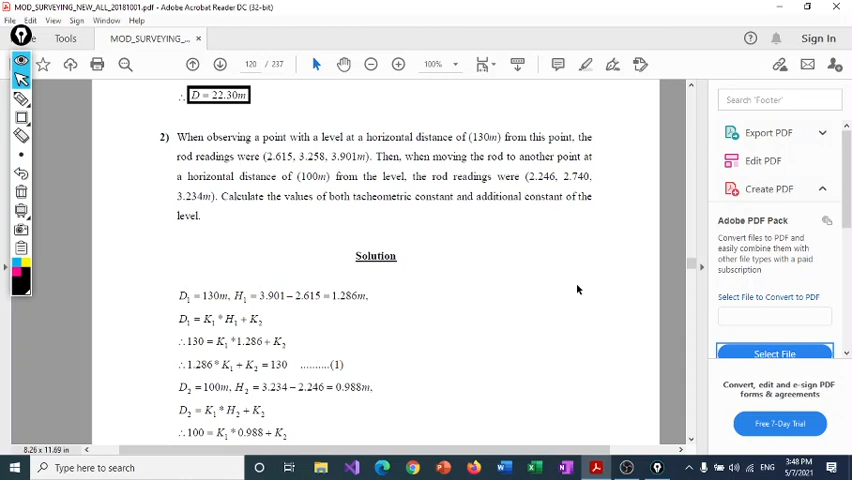 MOD_SURVEYING_NEW_ALL_20181001.pdf - Adobe Acrobat Reader DC (32-bit)
File Edit View Sign Window Help
Tools
MOD_SURVEYING_...
Sign In
120 / 237
100%
∴ D = 22.30m
2) When observing a point with a level at a horizontal distance of (130m) from this point, the
rod readings were (2.615, 3.258, 3.901m). Then, when moving the rod to another point at
a horizontal distance of (100m) from the level, the rod readings were (2.246, 2.740,
3.234m). Calculate the values of both tacheometric constant and additional constant of the
level.
Solution
D₁ = 130m, H₁ = 3.901 − 2.615 = 1.286m,
D₁ = K₁ * H₁ + K₂
∴ 130 = K₁ * 1.286 + K₂
∴ 1.286 * K₁ + K₂ = 130 ..........(1)
D₂ = 100m, H₂ = 3.234 − 2.246 = 0.988m,
D₂ = K₁ * H₂ + K₂
∴ 100 = K₁ * 0.988 + K₂
8.26 x 11.69 in
Search 'Footer'
Export PDF
Edit PDF
Create PDF
Adobe PDF Pack
Convert files to PDF and
easily combine them with
other file types with a paid
subscription
Select File to Convert to PDF
Select File
Convert, edit and e-sign PDF
forms & agreements
Free 7-Day Trial
Type here to search
ENG
3:48 PM
5/7/2021